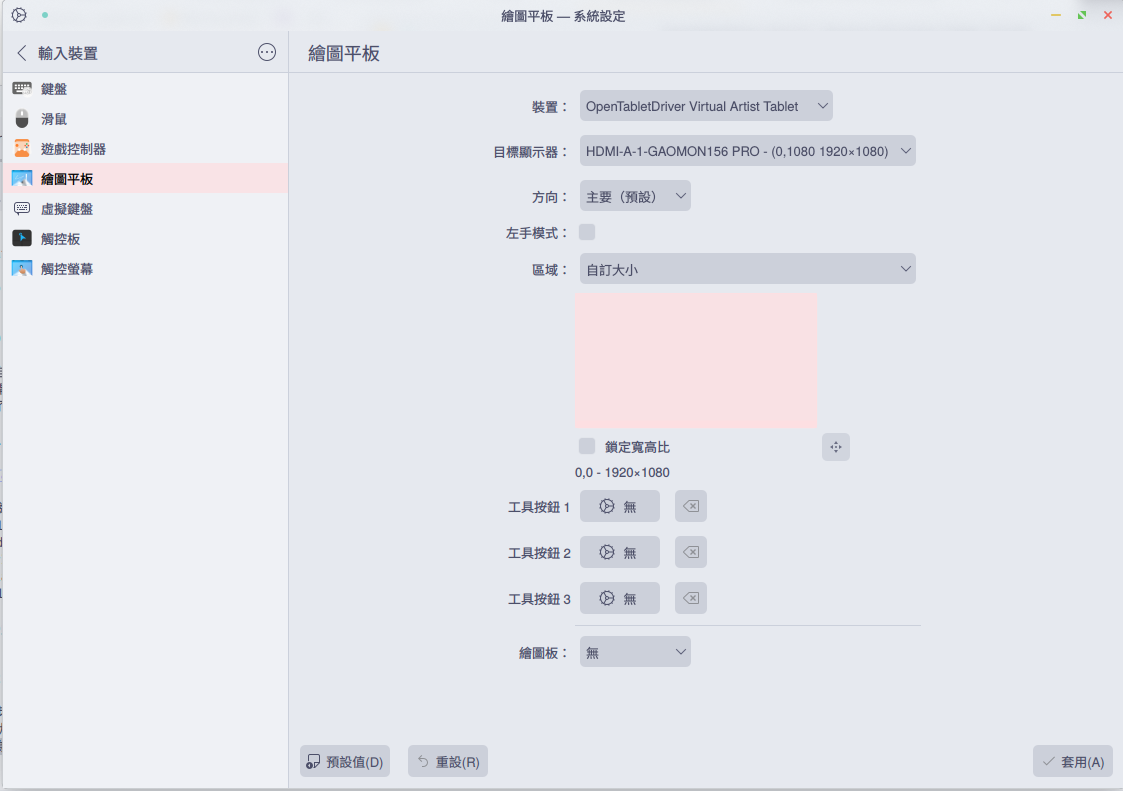 繪圖平板 — 系統設定
輸入裝置
繪圖平板
鍵盤
滑鼠
遊戲控制器
繪圖平板
虛擬鍵盤
觸控板
觸控螢幕
裝置： OpenTabletDriver Virtual Artist Tablet
目標顯示器： HDMI-A-1-GAOMON156 PRO - (0,1080 1920×1080)
方向： 主要（預設）
左手模式：
區域： 自訂大小
鎖定寬高比
0,0 - 1920×1080
工具按鈕 1 無
工具按鈕 2 無
工具按鈕 3 無
繪圖板： 無
預設值(D) 重設(R) 套用(A)